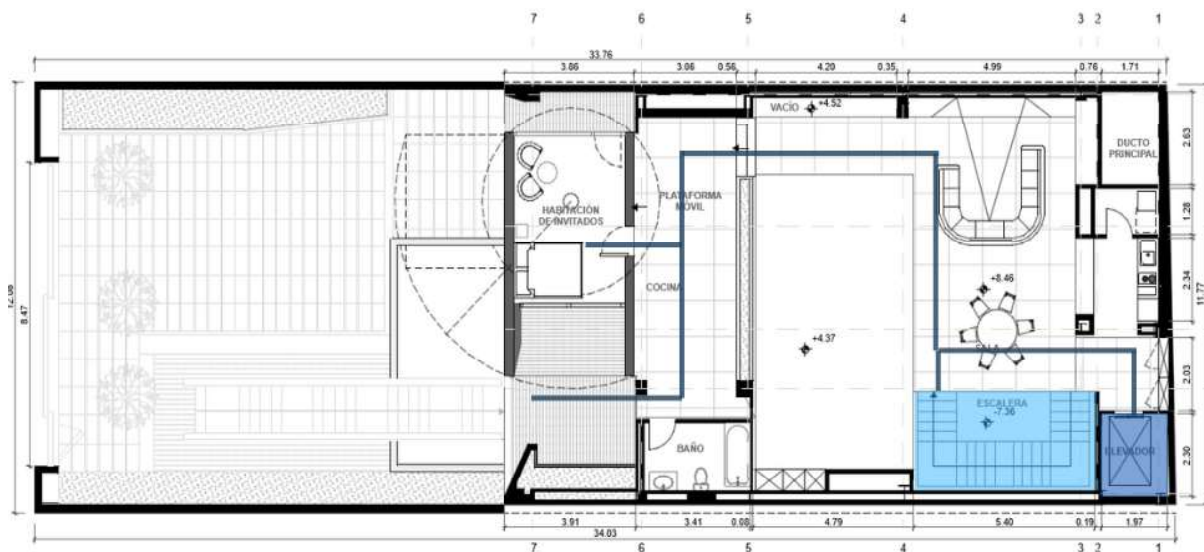 7 6 5 4 3 2 1
33.76
3.86 3.06 0.56 4.20 0.35 4.99 0.76 1.71
VACÍO +4.52
2.63
DUCTO
PRINCIPAL
PLATAFORMA
MÓVIL
HABITACIÓN
DE INVITADOS
1.28
12.06
8.47
COCINA
+8.46
2.34
11.77
+4.37
SALA
2.03
ESCALERA
-7.36
BAÑO
ELEVADOR
2.30
3.91 3.41 0.08 4.79 5.40 0.19 1.97
34.03
7 6 5 4 3 2 1